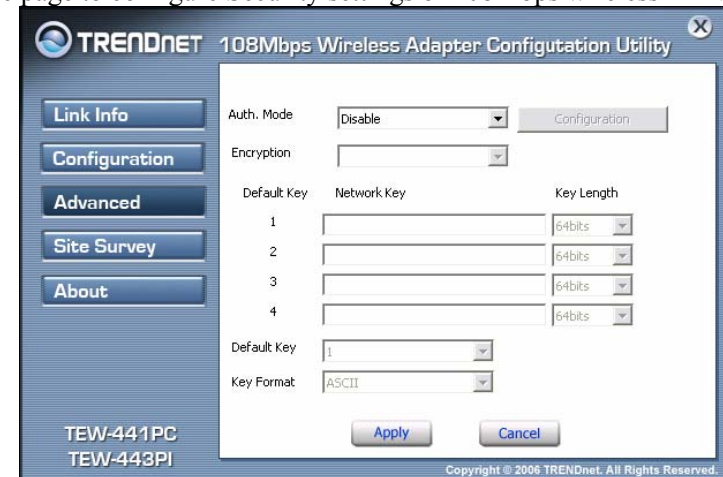 TRENDNET 108Mbps Wireless Adapter Configutation Utility
X
Link Info
Configuration
Advanced
Site Survey
About
TEW-441PC
TEW-443PI
Auth. Mode Disable Configuration
Encryption
Default Key Network Key Key Length
1 64bits
2 64bits
3 64bits
4 64bits
Default Key 1
Key Format ASCII
Apply Cancel
Copyright © 2006 TRENDnet. All Rights Reserved.